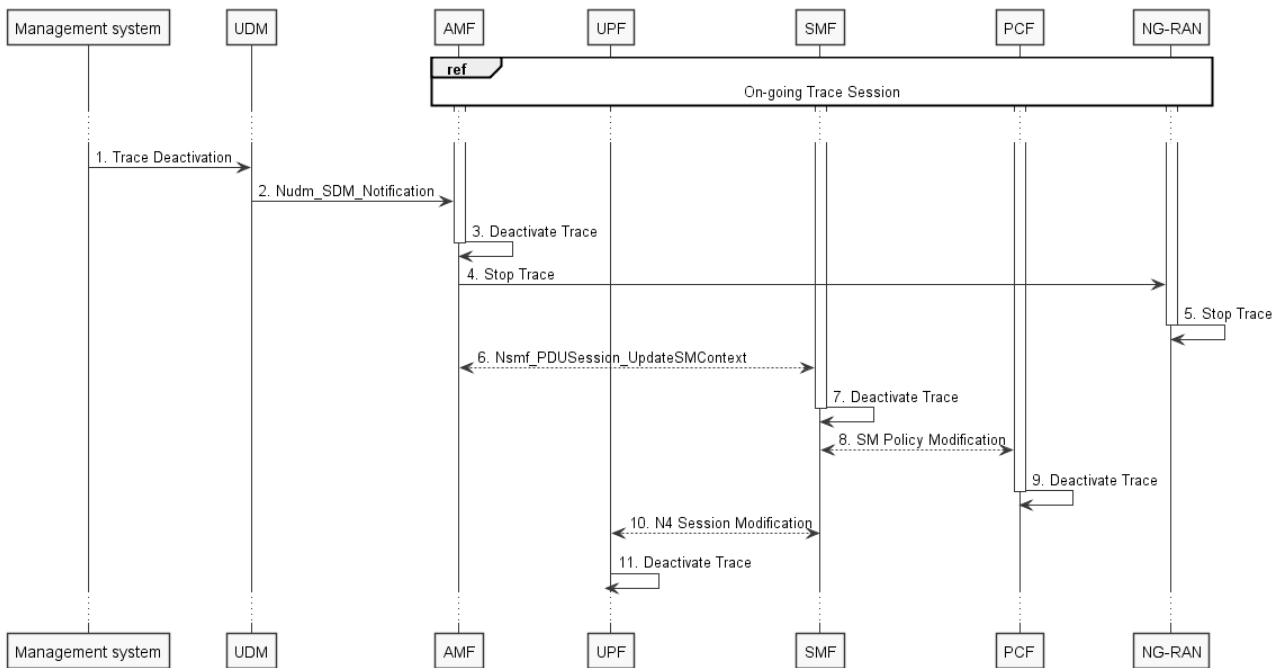 Management system UDM AMF UPF SMF PCF NG-RAN
ref
On-going Trace Session
1. Trace Deactivation
2. Nudm_SDM_Notification
3. Deactivate Trace
4. Stop Trace
5. Stop Trace
6. Nsmf_PDUSession_UpdateSMContext
7. Deactivate Trace
8. SM Policy Modification
9. Deactivate Trace
10. N4 Session Modification
11. Deactivate Trace
Management system UDM AMF UPF SMF PCF NG-RAN